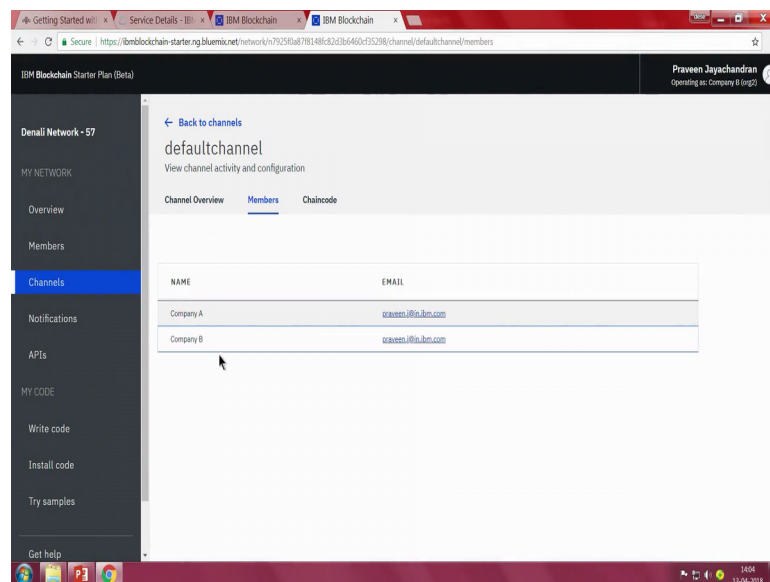 Getting Started with
Service Details - IBM
IBM Blockchain
IBM Blockchain
Secure
https://ibmblockchain-starter.ng.bluemix.net/network/n7925f0a87f8148fc82d3b6460cf35298/channel/defaultchannel/members
IBM Blockchain Starter Plan (Beta)
Praveen Jayachandran
Operating as: Company B (org2)
Denali Network - 57
MY NETWORK
Overview
Members
Channels
Notifications
APIs
MY CODE
Write code
Install code
Try samples
Get help
← Back to channels
defaultchannel
View channel activity and configuration
Channel Overview Members Chaincode
NAME EMAIL
Company A praveen.j@in.ibm.com
Company B praveen.j@in.ibm.com
14:04
13-04-2018